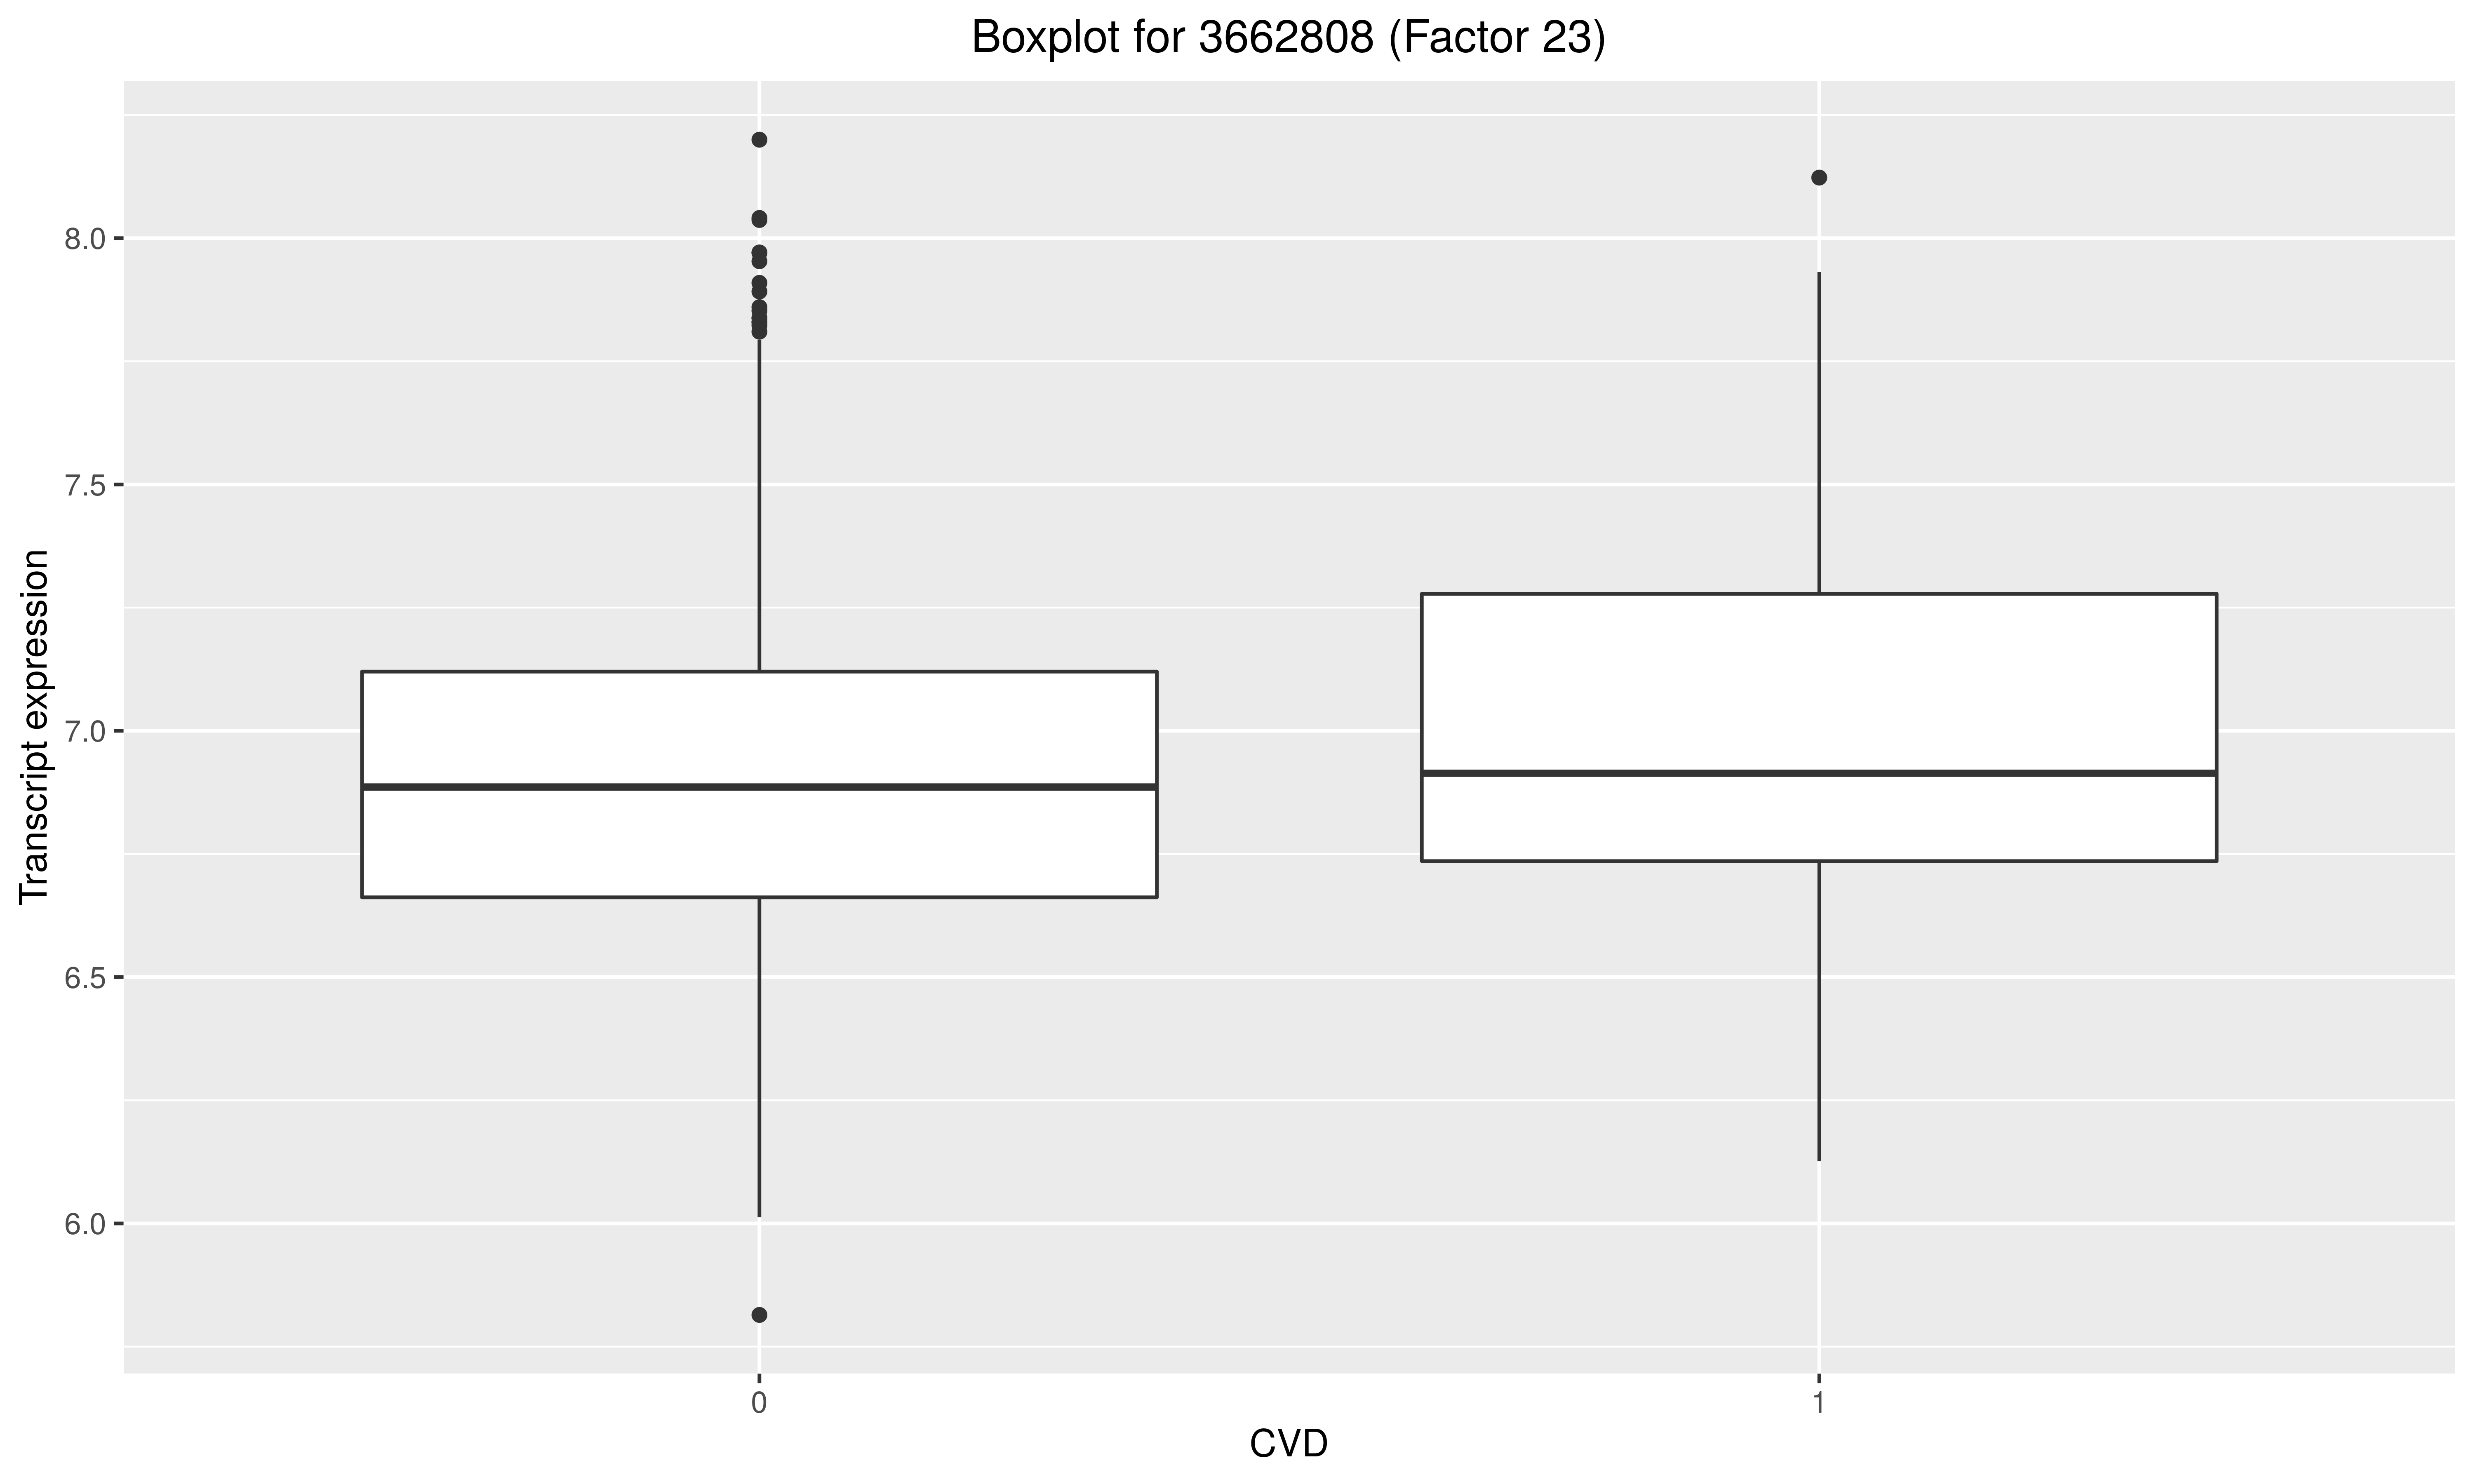 Boxplot for 3662808 (Factor 23)
Transcript expression
8.0
7.5
7.0
6.5
6.0
0
1
CVD